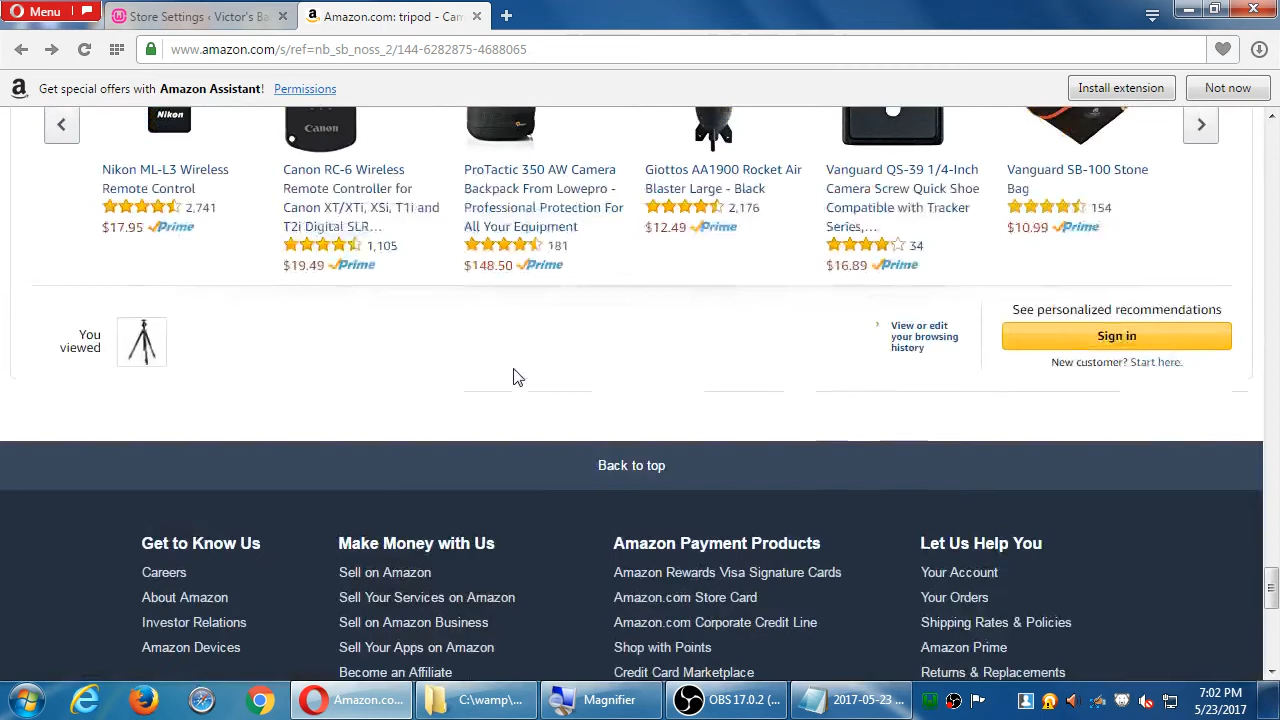 Menu
Store Settings ‹ Victor's Ba
Amazon.com: tripod - Cam
www.amazon.com/s/ref=nb_sb_noss_2/144-6282875-4688065
Get special offers with Amazon Assistant! Permissions
Install extension
Not now
Nikon
Canon
Nikon ML-L3 Wireless
Remote Control
2,741
$17.95 Prime
Canon RC-6 Wireless
Remote Controller for
Canon XT/XTi, XSi, T1i and
T2i Digital SLR…
1,105
$19.49 Prime
ProTactic 350 AW Camera
Backpack From Lowepro -
Professional Protection For
All Your Equipment
181
$148.50 Prime
Giottos AA1900 Rocket Air
Blaster Large - Black
2,176
$12.49 Prime
Vanguard QS-39 1/4-Inch
Camera Screw Quick Shoe
Compatible with Tracker
Series,…
34
$16.89 Prime
Vanguard SB-100 Stone
Bag
154
$10.99 Prime
You
viewed
View or edit
your browsing
history
See personalized recommendations
Sign in
New customer? Start here.
Back to top
Get to Know Us
Careers
About Amazon
Investor Relations
Amazon Devices
Make Money with Us
Sell on Amazon
Sell Your Services on Amazon
Sell on Amazon Business
Sell Your Apps on Amazon
Become an Affiliate
Amazon Payment Products
Amazon Rewards Visa Signature Cards
Amazon.com Store Card
Amazon.com Corporate Credit Line
Shop with Points
Credit Card Marketplace
Let Us Help You
Your Account
Your Orders
Shipping Rates & Policies
Amazon Prime
Returns & Replacements
Amazon.co...
C:\wamp\...
Magnifier
OBS 17.0.2 (...
2017-05-23 ...
7:02 PM
5/23/2017